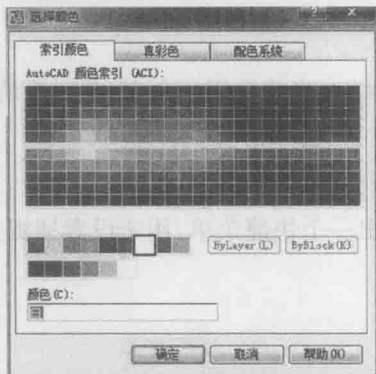 选择颜色
索引颜色 真彩色 配色系统
AutoCAD 颜色索引 (ACI):
ByLayer(L) ByBlock(K)
颜色(C):
确定 取消 帮助(H)